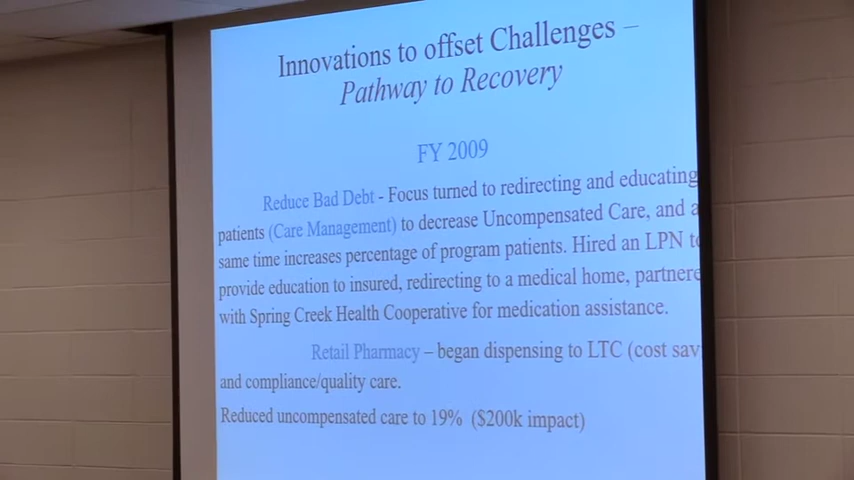 Innovations to offset Challenges –
Pathway to Recovery
FY 2009
Reduce Bad Debt - Focus turned to redirecting and educating
patients (Care Management) to decrease Uncompensated Care, and a
same time increases percentage of program patients. Hired an LPN t
provide education to insured, redirecting to a medical home, partnere
with Spring Creek Health Cooperative for medication assistance.
Retail Pharmacy – began dispensing to LTC (cost sav
and compliance/quality care.
Reduced uncompensated care to 19% ($200k impact)